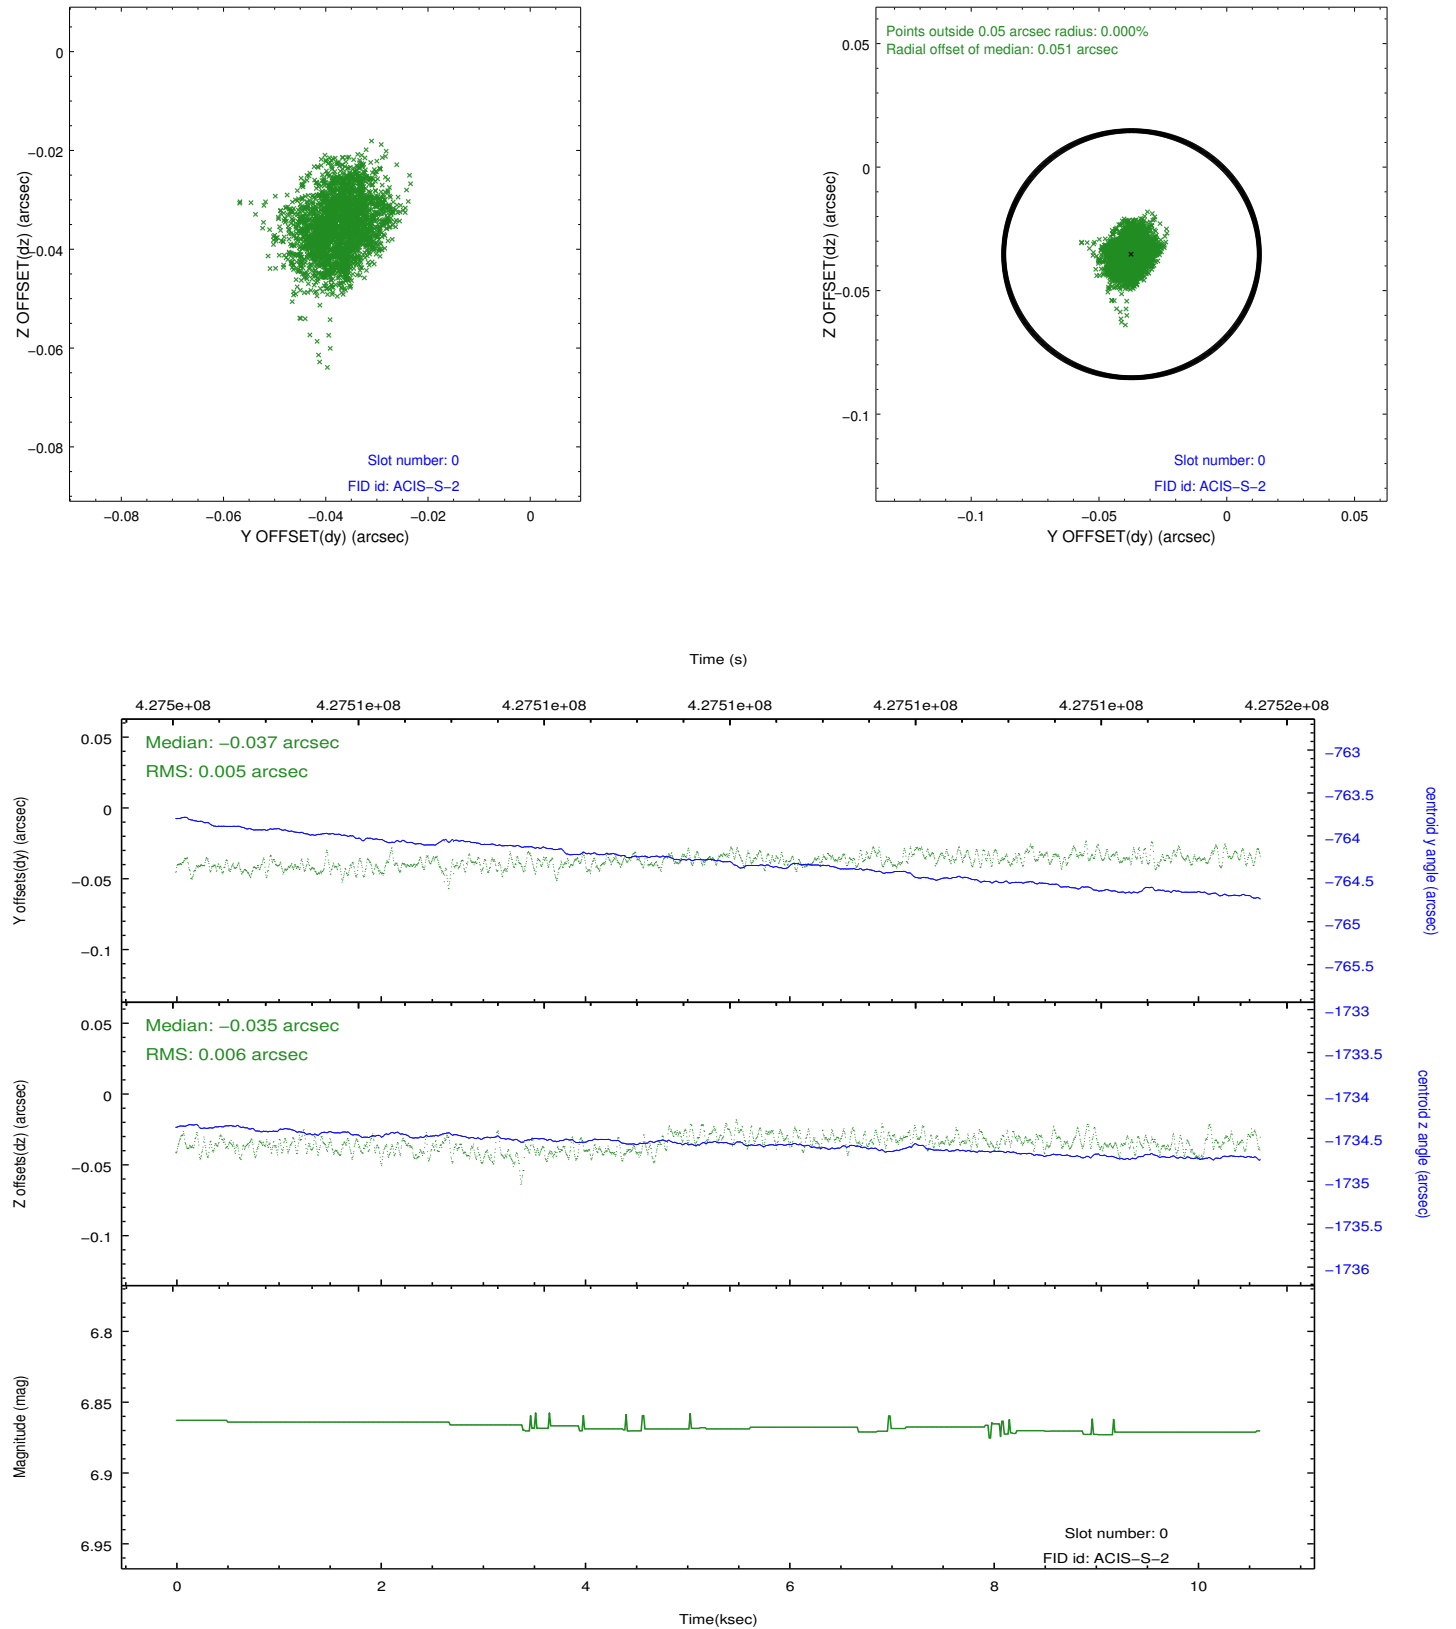 0
−0.02
−0.04
−0.06
−0.08
Z OFFSET(dz) (arcsec)
Slot number: 0
FID id: ACIS−S−2
−0.08
−0.06
−0.04
−0.02
0
Y OFFSET(dy) (arcsec)
Points outside 0.05 arcsec radius: 0.000%
Radial offset of median: 0.051 arcsec
0.05
0
−0.05
−0.1
Z OFFSET(dz) (arcsec)
Slot number: 0
FID id: ACIS−S−2
−0.1
−0.05
0
0.05
Y OFFSET(dy) (arcsec)
Time (s)
4.275e+08
4.2751e+08
4.2751e+08
4.2751e+08
4.2751e+08
4.2751e+08
4.2752e+08
Median: −0.037 arcsec
RMS: 0.005 arcsec
0.05
0
−0.05
−0.1
Y offsets(dy) (arcsec)
−763
−763.5
−764
−764.5
−765
−765.5
centroid y angle (arcsec)
Median: −0.035 arcsec
RMS: 0.006 arcsec
0.05
0
−0.05
−0.1
Z offsets(dz) (arcsec)
−1733
−1733.5
−1734
−1734.5
−1735
−1735.5
−1736
centroid z angle (arcsec)
6.8
6.85
6.9
6.95
Magnitude (mag)
Slot number: 0
FID id: ACIS−S−2
0
2
4
6
8
10
Time(ksec)